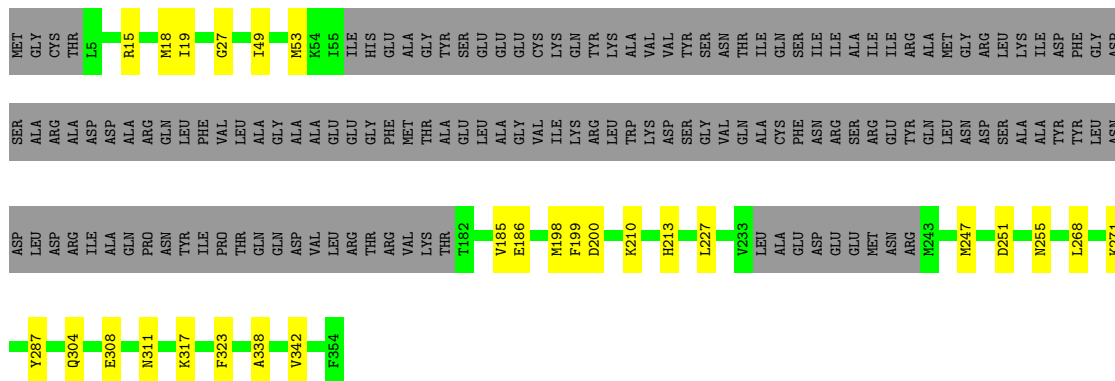 MET GLY CYS THR L5 R15 M18 I19 G27 I49 M53 K54 I55 ILE HIS GLU ALA GLY TYR SER GLU GLU GLU CYS LYS GLN TYR LYS ALA VAL VAL TYR SER ASN THR ILE GLN SER ILE ILE ALA ILE ILE ARG ALA MET GLY ARG LEU LYS ILE ASP PHE GLY ASP
SER ALA ARG ALA ASP ASP ALA ARG GLN LEU PHE VAL LEU ALA GLY ALA ALA GLU GLU GLY PHE MET THR ALA GLU LEU ALA GLY VAL ILE LYS ARG LEU TRP LYS ASP SER GLY VAL GLN ALA CYS PHE ASN ARG SER ARG GLU TYR GLN LEU ASN ASP SER ALA ALA TYR TYR LEU ASN
ASP LEU ASP ARG ILE ALA GLN PRO ASN TYR ILE PRO THR GLN GLN ASP VAL LEU ARG THR ARG VAL LYS THR T182 V185 E186 M198 F199 D200 K210 H213 L227 V233 LEU ALA GLU ASP GLU GLU MET ASN ARG M243 M247 D251 N255 L268 K271
Y287 Q304 E308 N311 K317 F323 A338 V342 F354